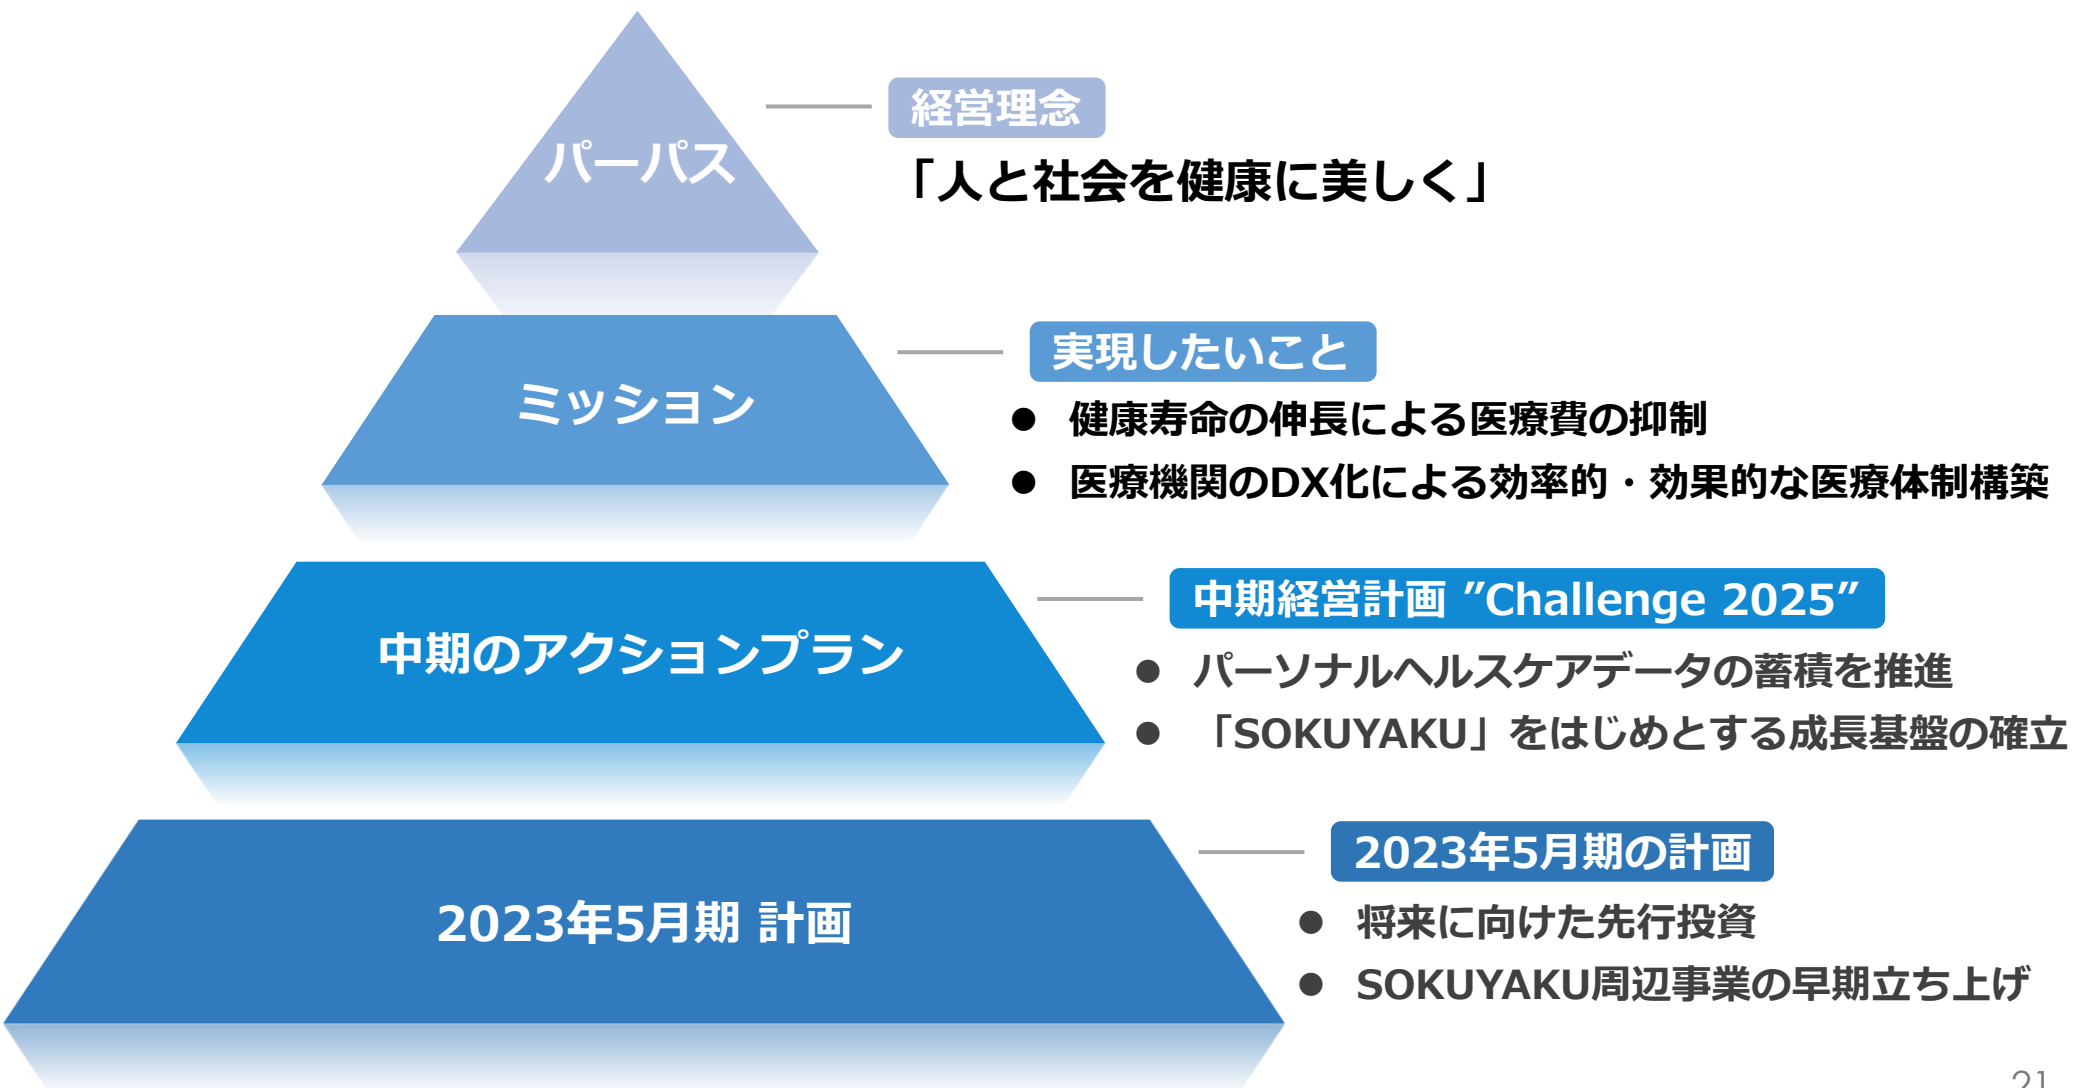 経営理念
パーパス
「人と社会を健康に美しく」
実現したいこと
ミッション
● 健康寿命の伸長による医療費の抑制
● 医療機関のDX化による効率的・効果的な医療体制構築
中期経営計画 ”Challenge 2025”
中期のアクションプラン
● パーソナルヘルスケアデータの蓄積を推進
● 「SOKUYAKU」をはじめとする成長基盤の確立
2023年5月期の計画
2023年5月期 計画
● 将来に向けた先行投資
● SOKUYAKU周辺事業の早期立ち上げ
21